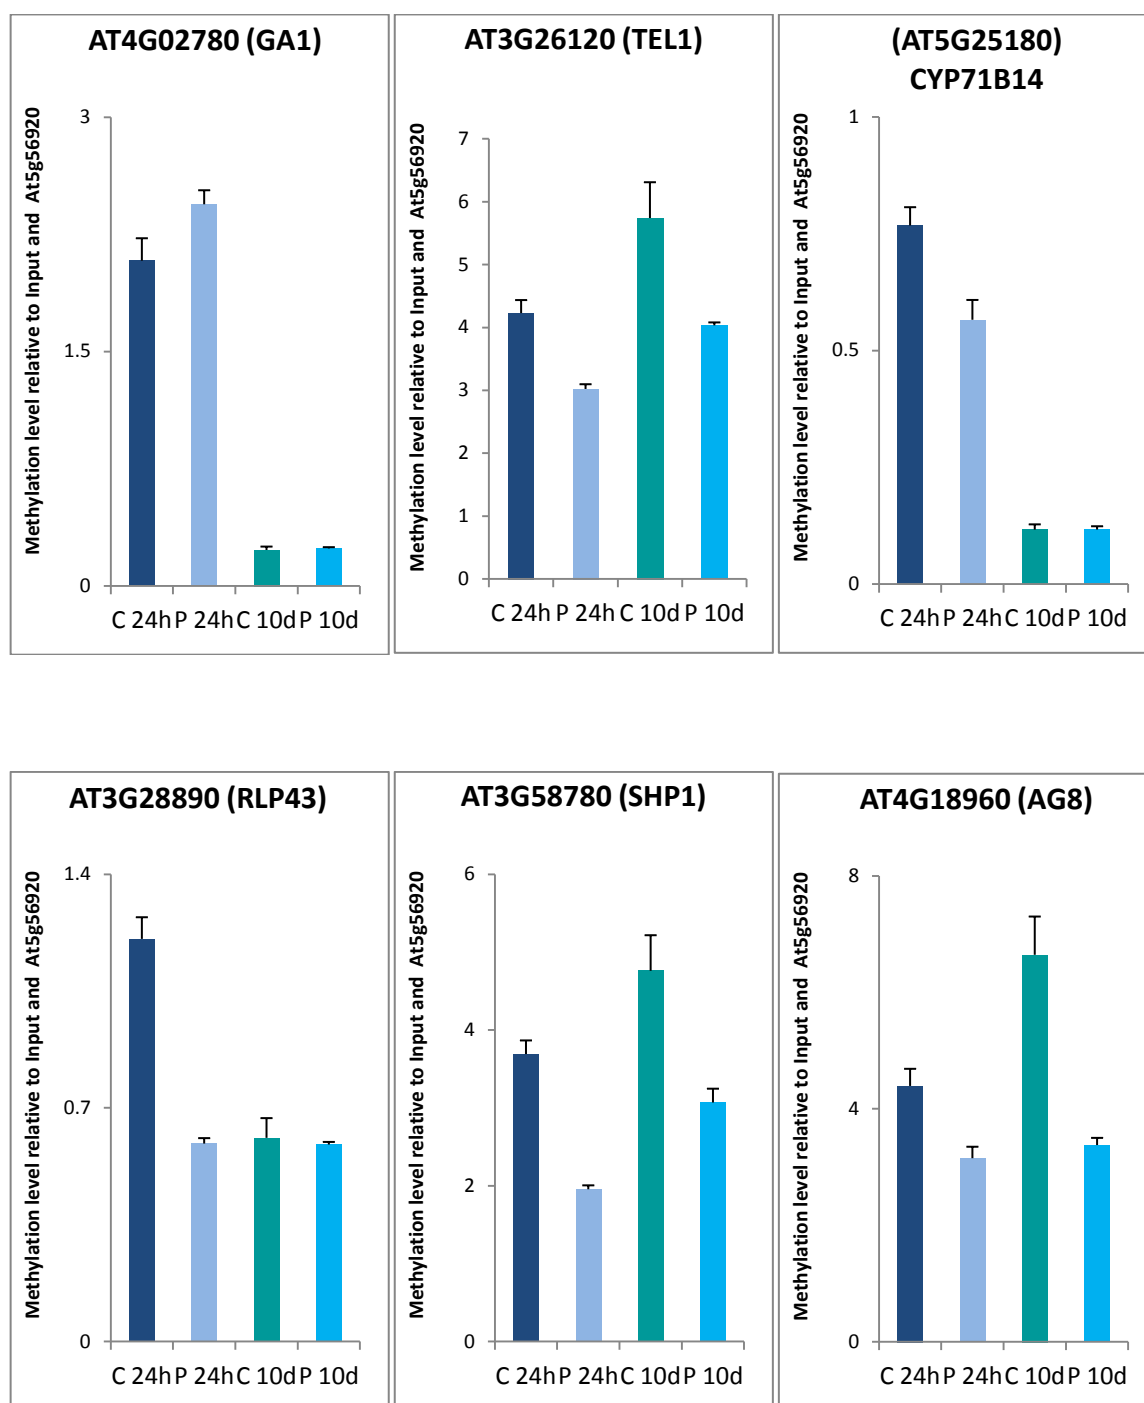 AT4G02780 (GA1)
Methylation level relative to Input and At5g56920
3
1.5
0
C 24h P 24h C 10d P 10d
AT3G26120 (TEL1)
Methylation level relative to Input and At5g56920
7
6
5
4
3
2
1
0
C 24h P 24h C 10d P 10d
(AT5G25180)
CYP71B14
Methylation level relative to Input and At5g56920
1
0.5
0
C 24h P 24h C 10d P 10d
AT3G28890 (RLP43)
Methylation level relative to Input and At5g56920
1.4
0.7
0
C 24h P 24h C 10d P 10d
AT3G58780 (SHP1)
Methylation level relative to Input and At5g56920
6
4
2
0
C 24h P 24h C 10d P 10d
AT4G18960 (AG8)
Methylation level relative to Input and At5g56920
8
4
0
C 24h P 24h C 10d P 10d